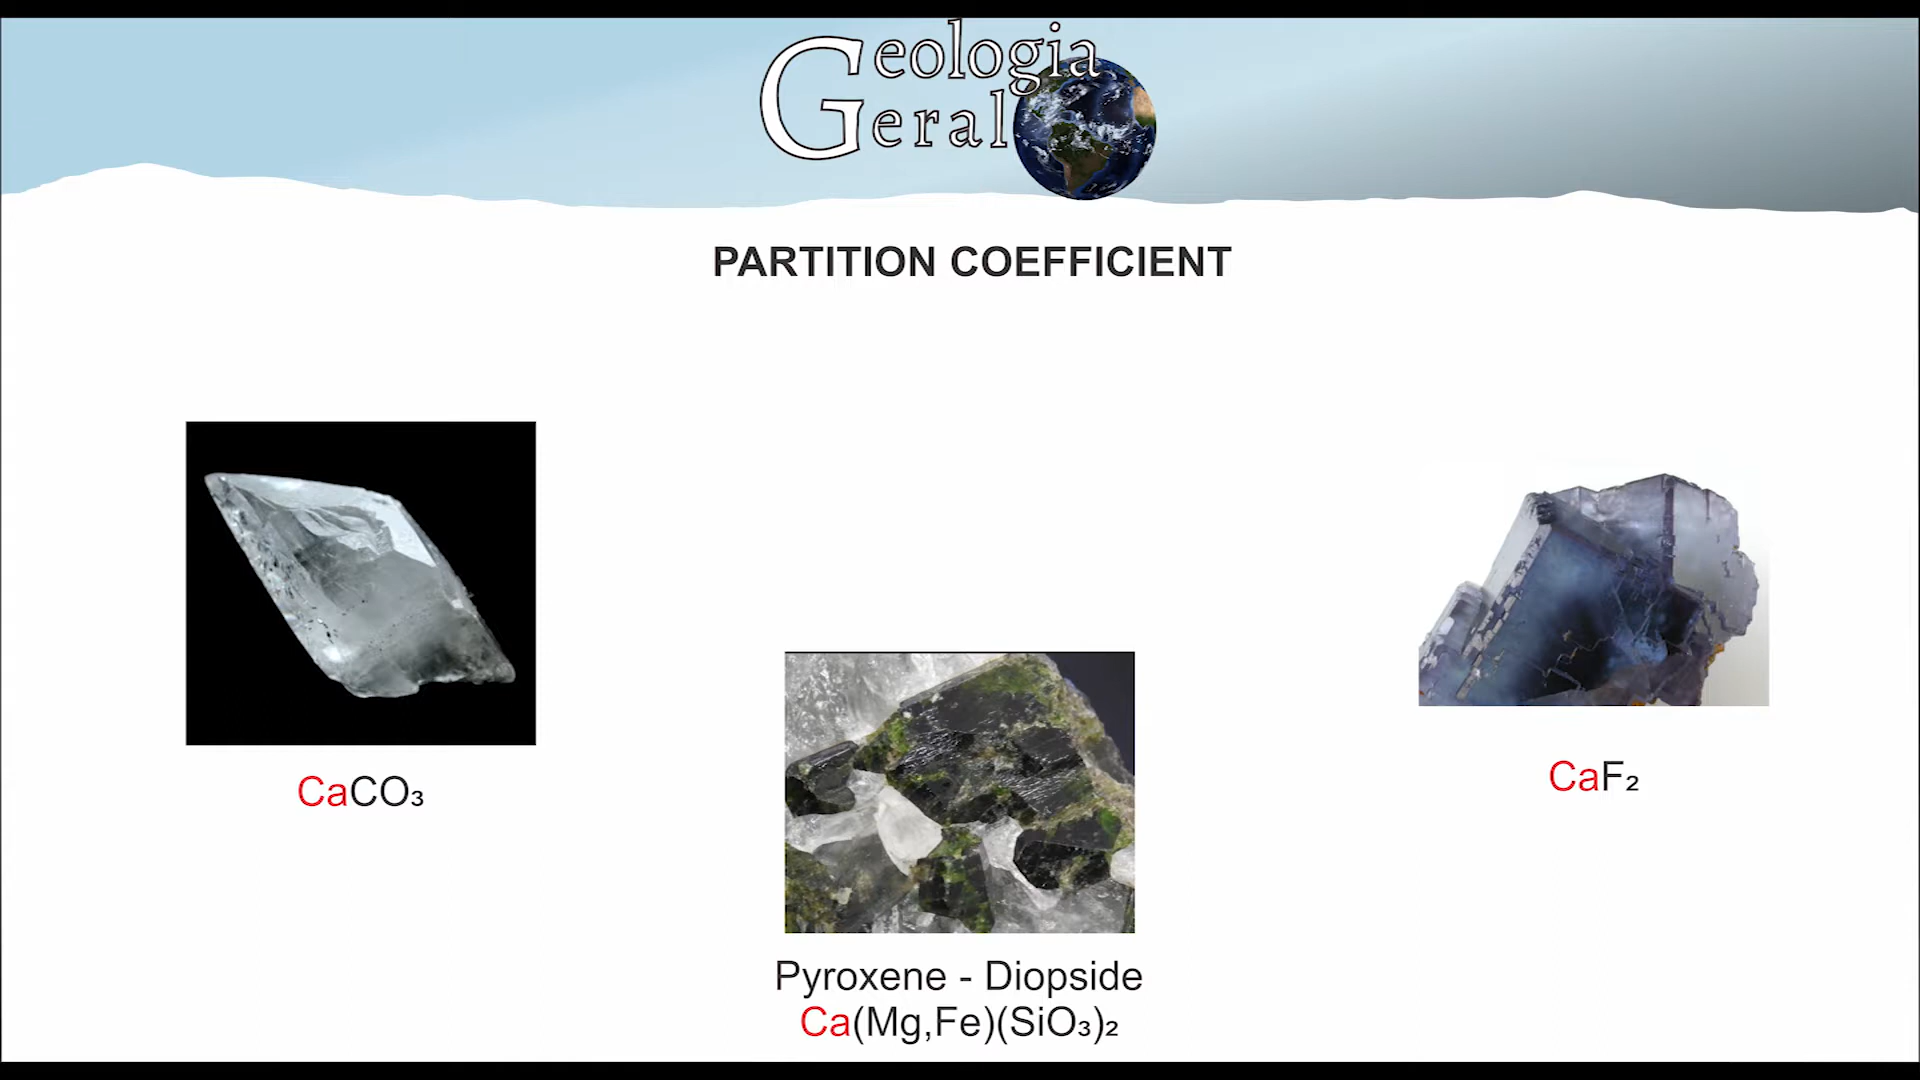 Geologia
Geral
PARTITION COEFFICIENT
CaCO₃
CaF₂
Pyroxene - Diopside
Ca(Mg,Fe)(SiO₃)₂